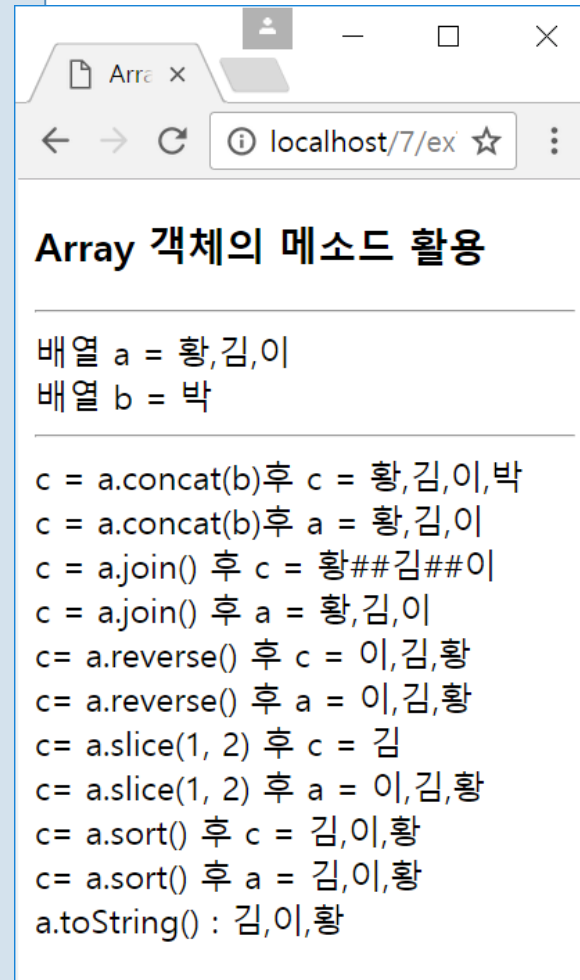 Arra
localhost/7/ex
Array 객체의 메소드 활용
배열 a = 황,김,이
배열 b = 박
c = a.concat(b)후 c = 황,김,이,박
c = a.concat(b)후 a = 황,김,이
c = a.join() 후 c = 황##김##이
c = a.join() 후 a = 황,김,이
c= a.reverse() 후 c = 이,김,황
c= a.reverse() 후 a = 이,김,황
c= a.slice(1, 2) 후 c = 김
c= a.slice(1, 2) 후 a = 이,김,황
c= a.sort() 후 c = 김,이,황
c= a.sort() 후 a = 김,이,황
a.toString() : 김,이,황